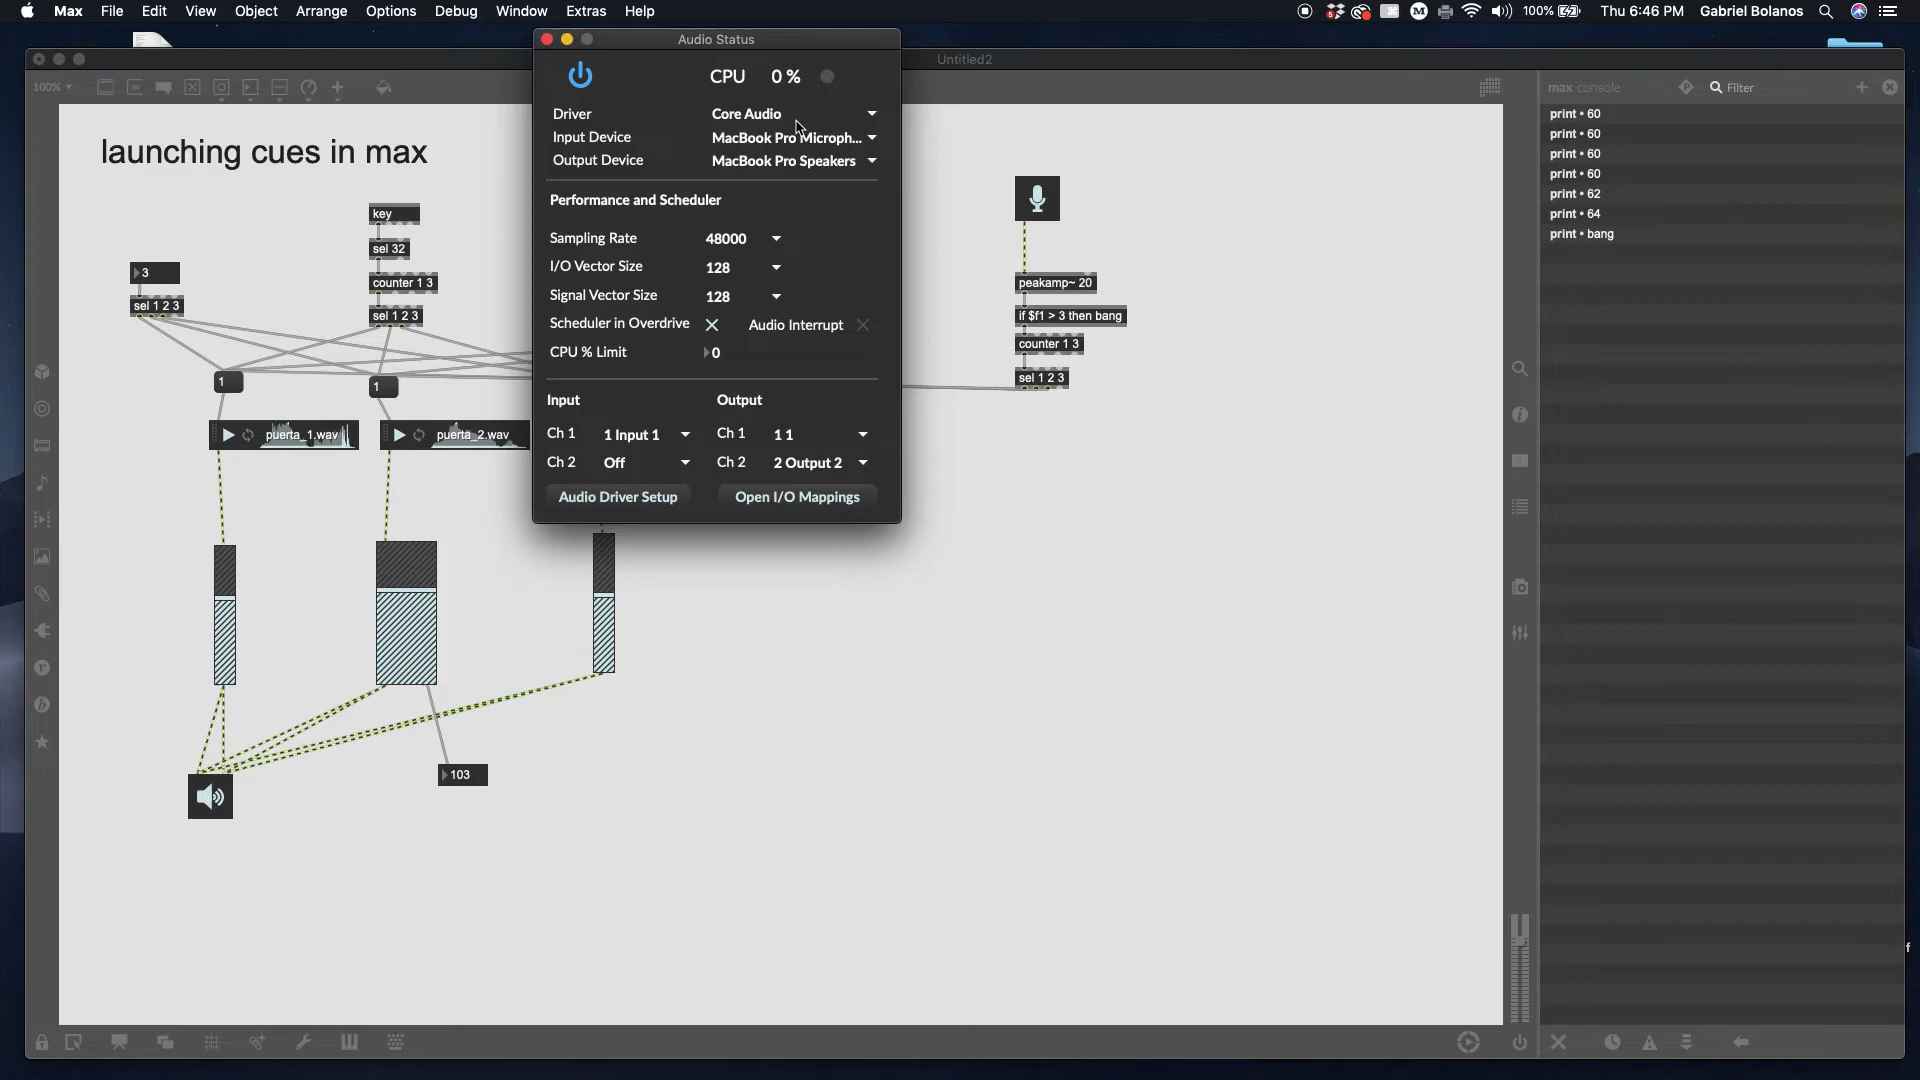 Max File Edit View Object Arrange Options Debug Window Extras Help
100% Thu 6:46 PM Gabriel Bolanos
Audio Status
Untitled2
100%
CPU 0 %
Driver Core Audio
Input Device MacBook Pro Microph...
Output Device MacBook Pro Speakers
Performance and Scheduler
Sampling Rate 48000
I/O Vector Size 128
Signal Vector Size 128
Scheduler in Overdrive Audio Interrupt
CPU % Limit 0
Input Output
Ch 1 1 Input 1 Ch 1 1 1
Ch 2 Off Ch 2 2 Output 2
Audio Driver Setup Open I/O Mappings
launching cues in max
key
sel 32
counter 1 3
sel 1 2 3
3
sel 1 2 3
1
1
puerta_1.wav
puerta_2.wav
103
peakamp~ 20
if $f1 > 3 then bang
counter 1 3
sel 1 2 3
max console Filter
print • 60
print • 60
print • 60
print • 60
print • 62
print • 64
print • bang
f